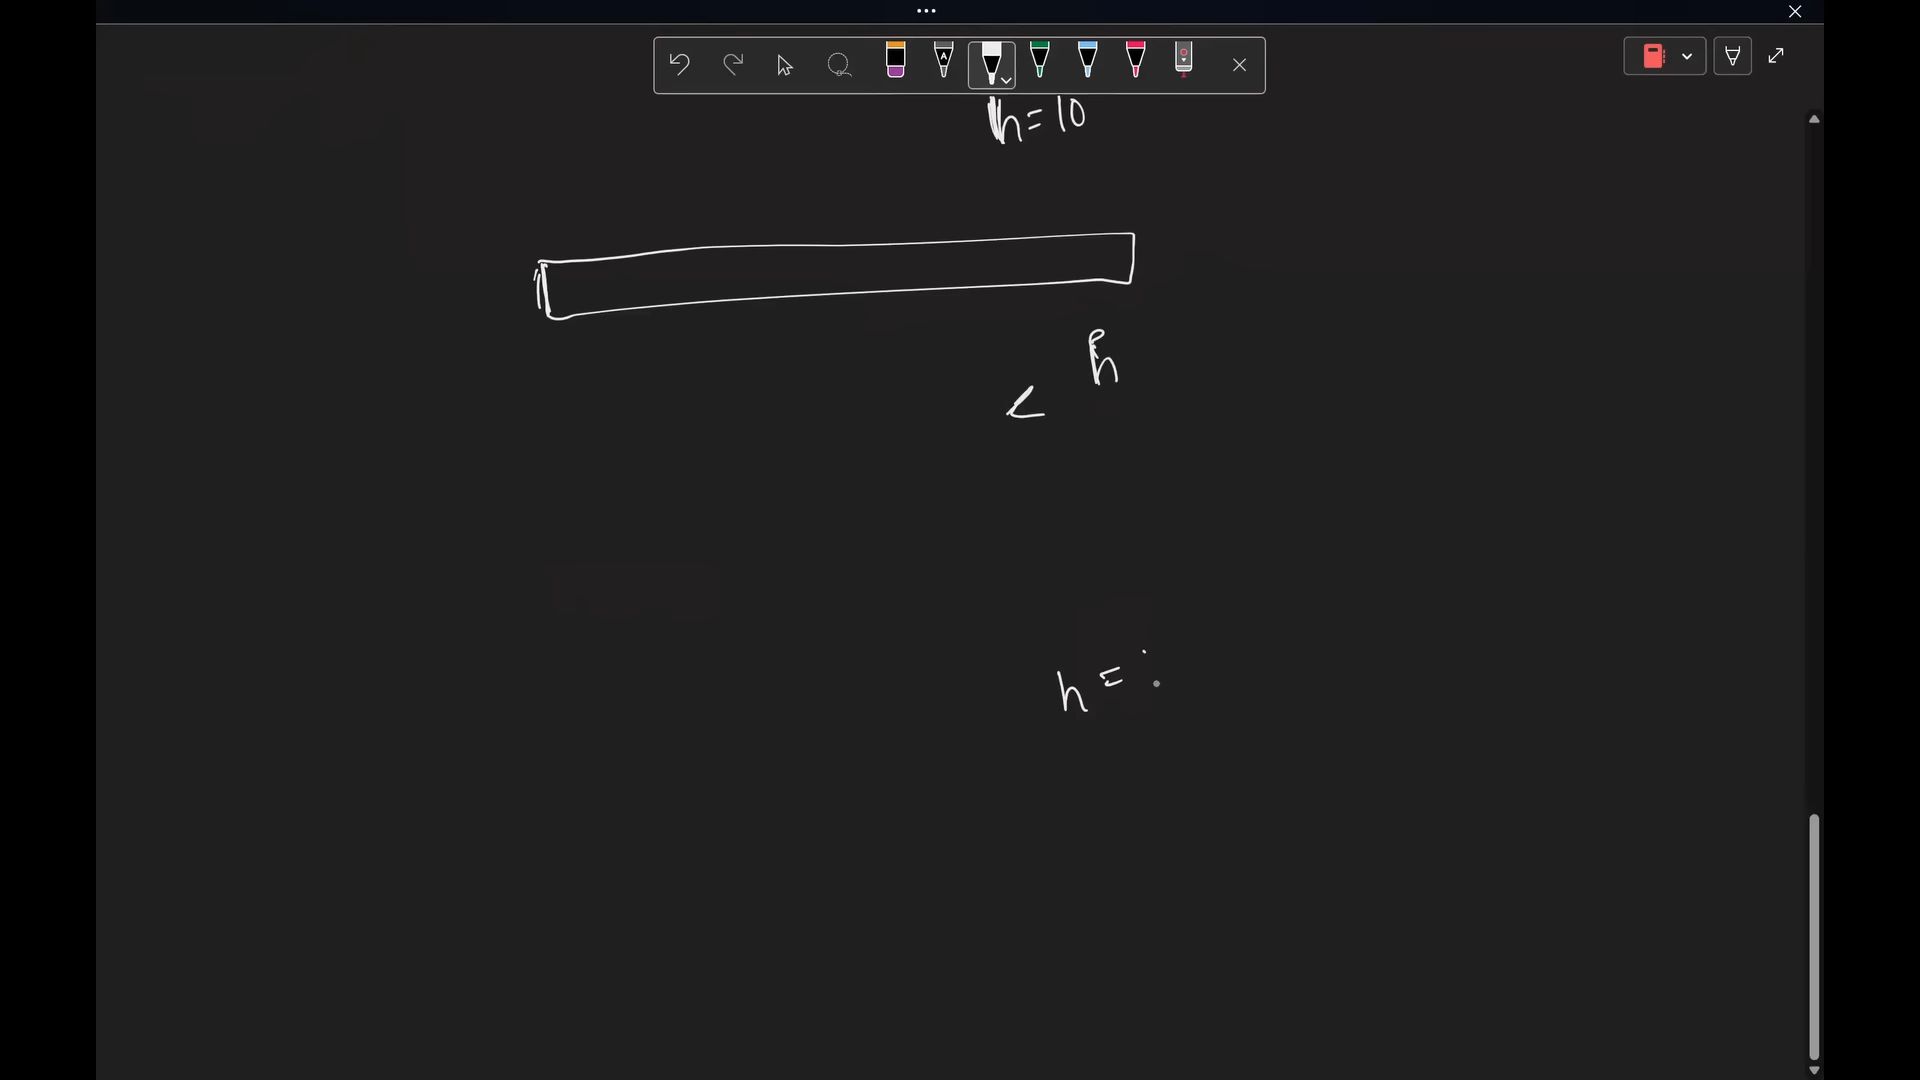 h = 10
h
h =